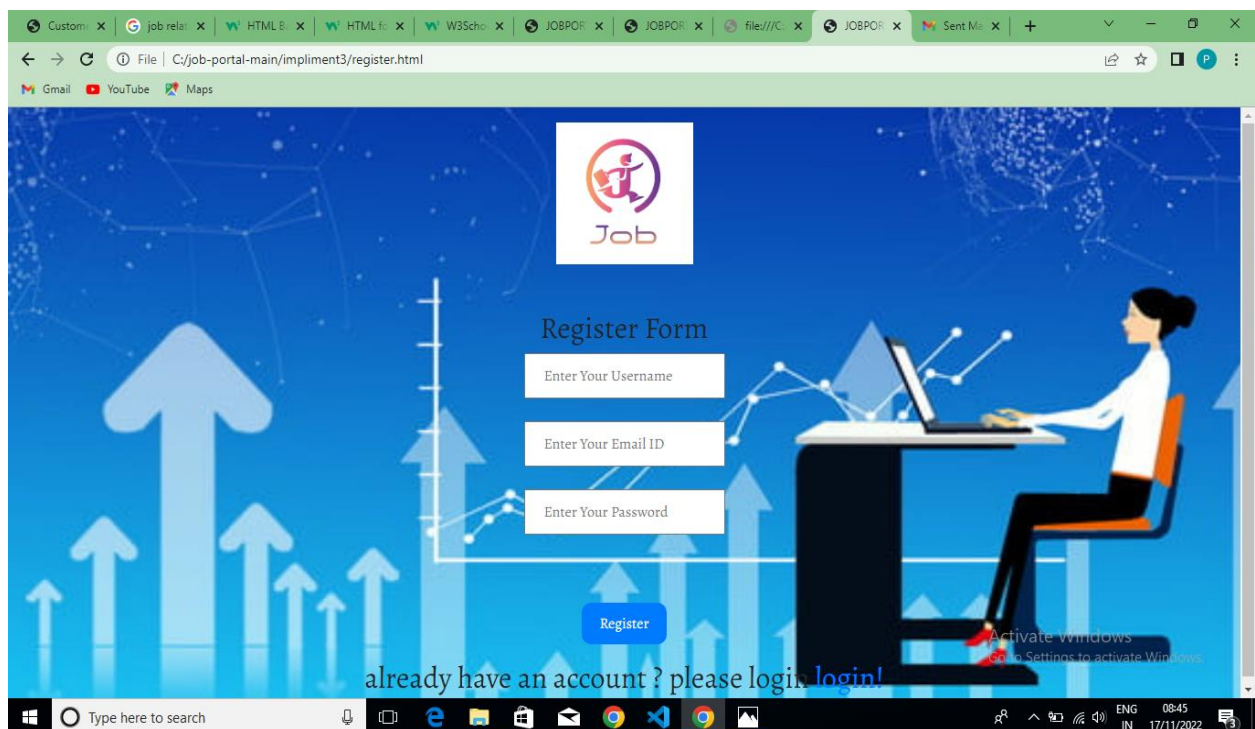 Custom
job relat
HTML B
HTML fo
W3Scho
JOBPOR
JOBPOR
file:///C:
JOBPOR
Sent Ma
File | C:/job-portal-main/impliment3/register.html
P
Gmail
YouTube
Maps
Job
Register Form
Enter Your Username
Enter Your Email ID
Enter Your Password
Register
already have an account ? please login login!
Activate Windows
Go to Settings to activate Windows.
Type here to search
ENG
IN
08:45
17/11/2022
3